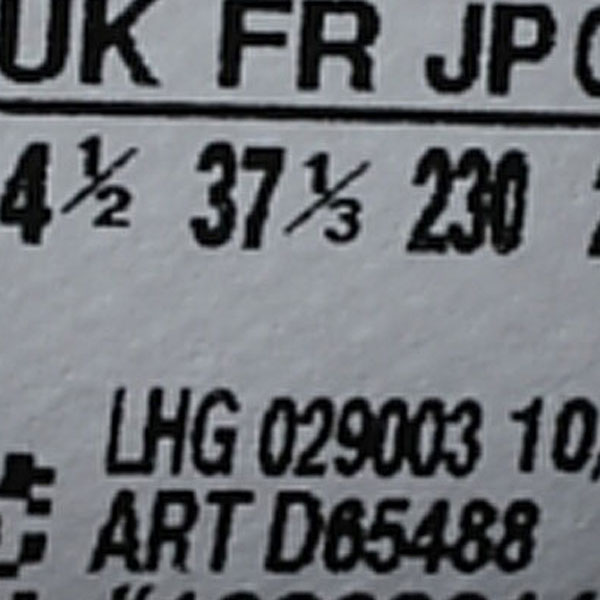 UK FR JP
4½ 37⅓ 230
LHG 029003 10,
ART D65488